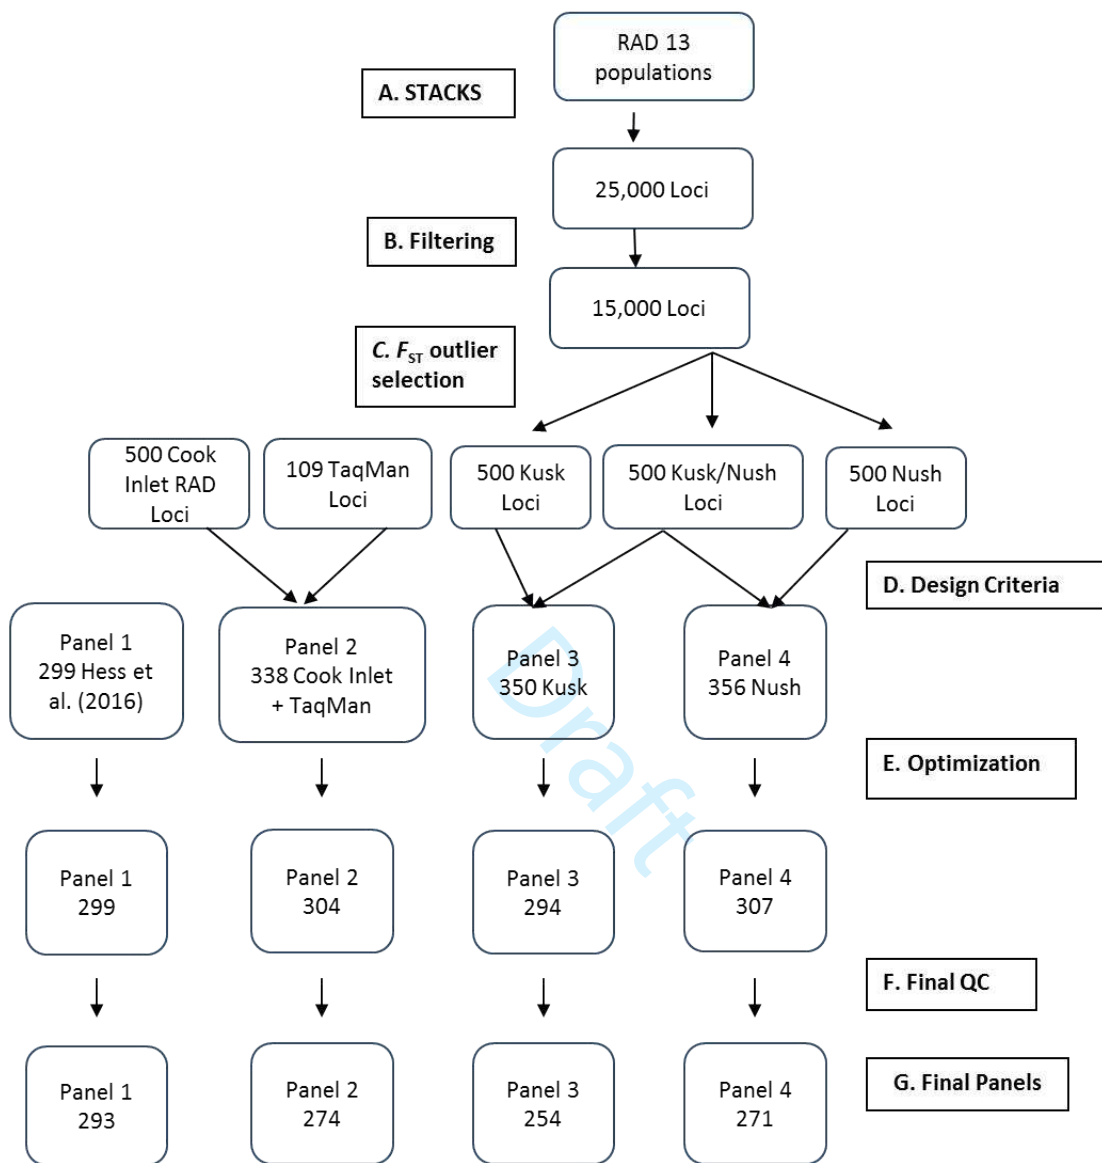 RAD 13
populations
A. STACKS
25,000 Loci
B. Filtering
15,000 Loci
C. FST outlier
selection
500 Cook
Inlet RAD
Loci
109 TaqMan
Loci
500 Kusk
Loci
500 Kusk/Nush
Loci
500 Nush
Loci
D. Design Criteria
Panel 1
299 Hess et
al. (2016)
Panel 2
338 Cook Inlet
+ TaqMan
Panel 3
350 Kusk
Panel 4
356 Nush
Draft
E. Optimization
Panel 1
299
Panel 2
304
Panel 3
294
Panel 4
307
F. Final QC
Panel 1
293
Panel 2
274
Panel 3
254
Panel 4
271
G. Final Panels